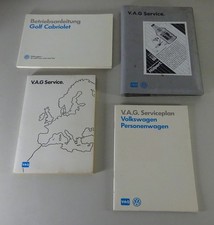 Betriebsanleitung
Golf Cabriolet
V.A.G Service.
V.A.G Service.
V.A.G. Serviceplan
Volkswagen
Personenwagen